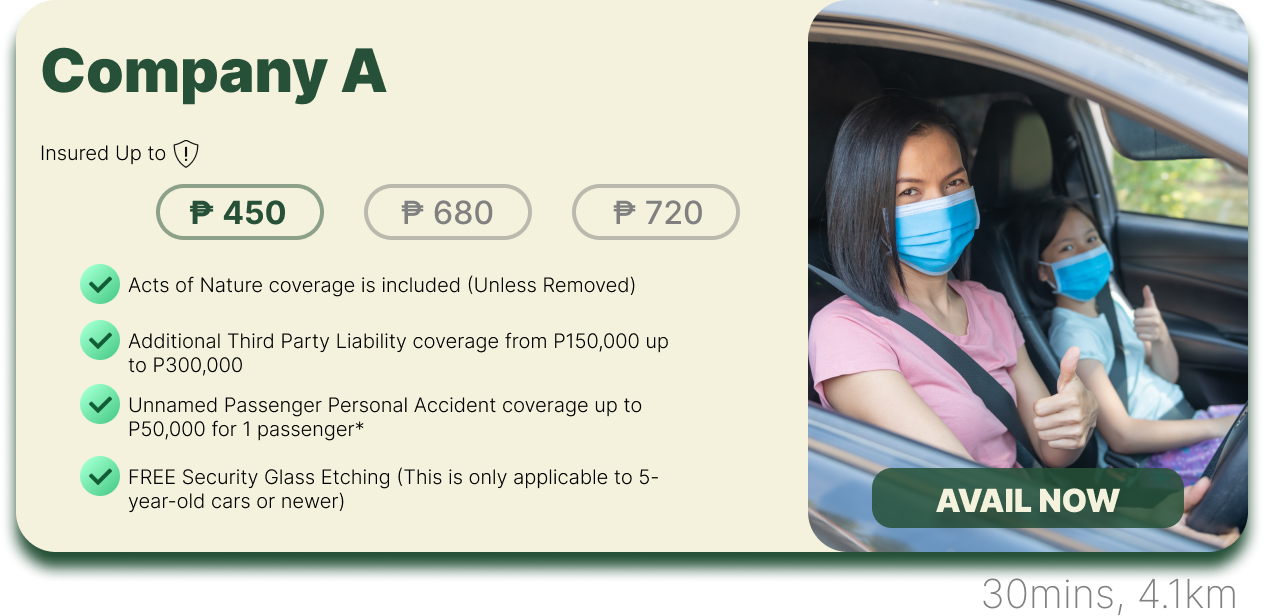 Company A
Insured Up to
₱ 450
₱ 680
₱ 720
Acts of Nature coverage is included (Unless Removed)
Additional Third Party Liability coverage from P150,000 up
to P300,000
Unnamed Passenger Personal Accident coverage up to
P50,000 for 1 passenger*
FREE Security Glass Etching (This is only applicable to 5-
year-old cars or newer)
AVAIL NOW
30mins, 4.1km